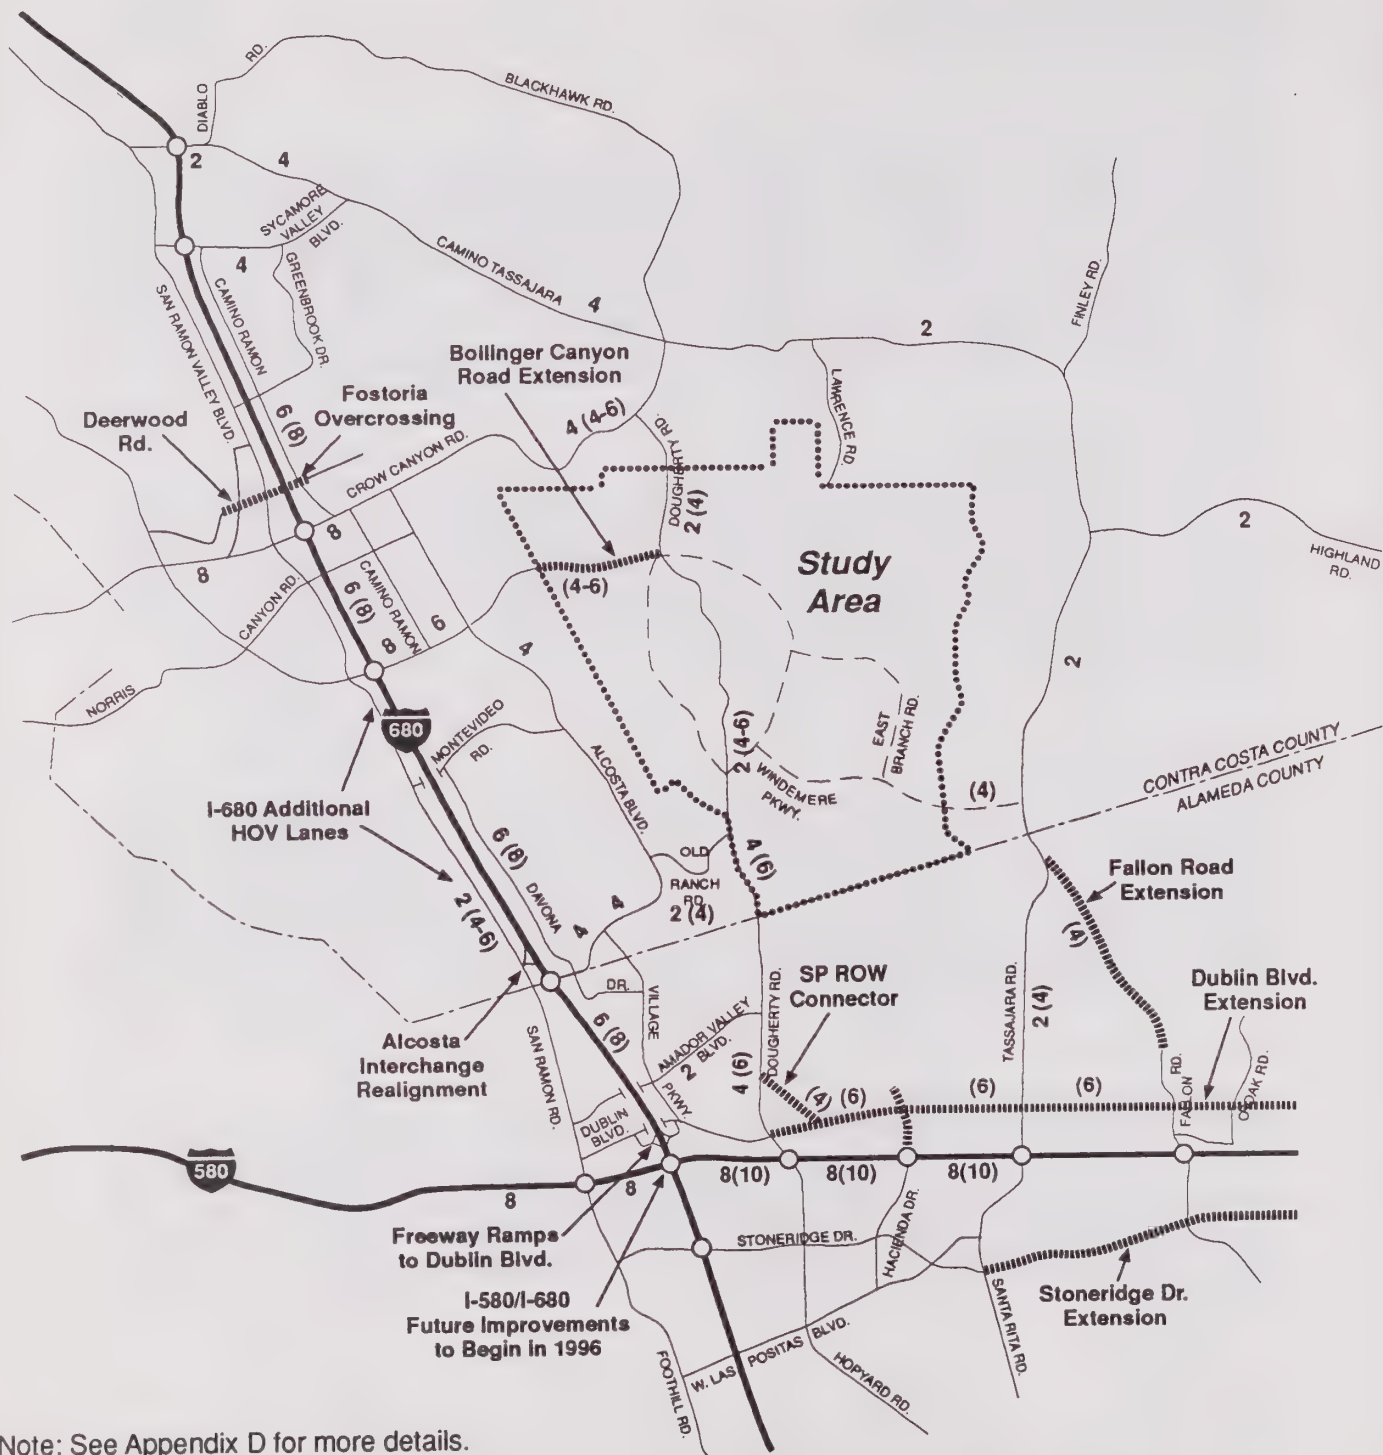 DIABLO
RD.
BLACKHAWK RD.
2
4
SYCAMORE
VALLEY
BLVD.
4
GREENBROOK DR.
CAMINO RAMON
SAN RAMON VALLEY BLVD.
CAMINO TASSAJARA
4
2
FINLEY RD.
LAWRENCE RD.
Bollinger Canyon
Road Extension
Fostoria
Overcrossing
Deerwood
Rd.
6 (8)
4 (4-6)
CROW CANYON RD.
DOUGHERTY RD.
2 (4)
8
8
2
HIGHLAND
RD.
Study
Area
(4-6)
CANYON RD.
6 (8)
CAMINO RAMON
6
8
4
2
NORRIS
680
MONTEVIDEO
RD.
ALCOSTA BLVD.
2 (4-6)
EAST
BRANCH RD.
WINDEMERE
PKWY.
(4)
CONTRA COSTA COUNTY
ALAMEDA COUNTY
I-680 Additional
HOV Lanes
6 (8)
OLD
RANCH
RD.
2 (4)
4 (6)
Fallon Road
Extension
(4)
2 (4-6)
DAVONA
4
4
DR.
VILLAGE
SP ROW
Connector
Dublin Blvd.
Extension
TASSAJARA RD.
2 (4)
Alcosta
Interchange
Realignment
SAN RAMON RD.
6 (8)
AMADOR VALLEY
BLVD.
2
DOUGHERTY RD.
4 (6)
PKWY.
DUBLIN
BLVD.
(4)
(6)
(6)
(6)
FALLON RD.
CROAK RD.
580
8
8
8(10)
8(10)
8(10)
Freeway Ramps
to Dublin Blvd.
STONERIDGE DR.
HACIENDA DR.
I-580/I-680
Future Improvements
to Begin in 1996
Stoneridge Dr.
Extension
SANTA RITA RD.
FOOTHILL RD.
W. LAS POSITAS BLVD.
HOPYARD RD.
Note: See Appendix D for more details.